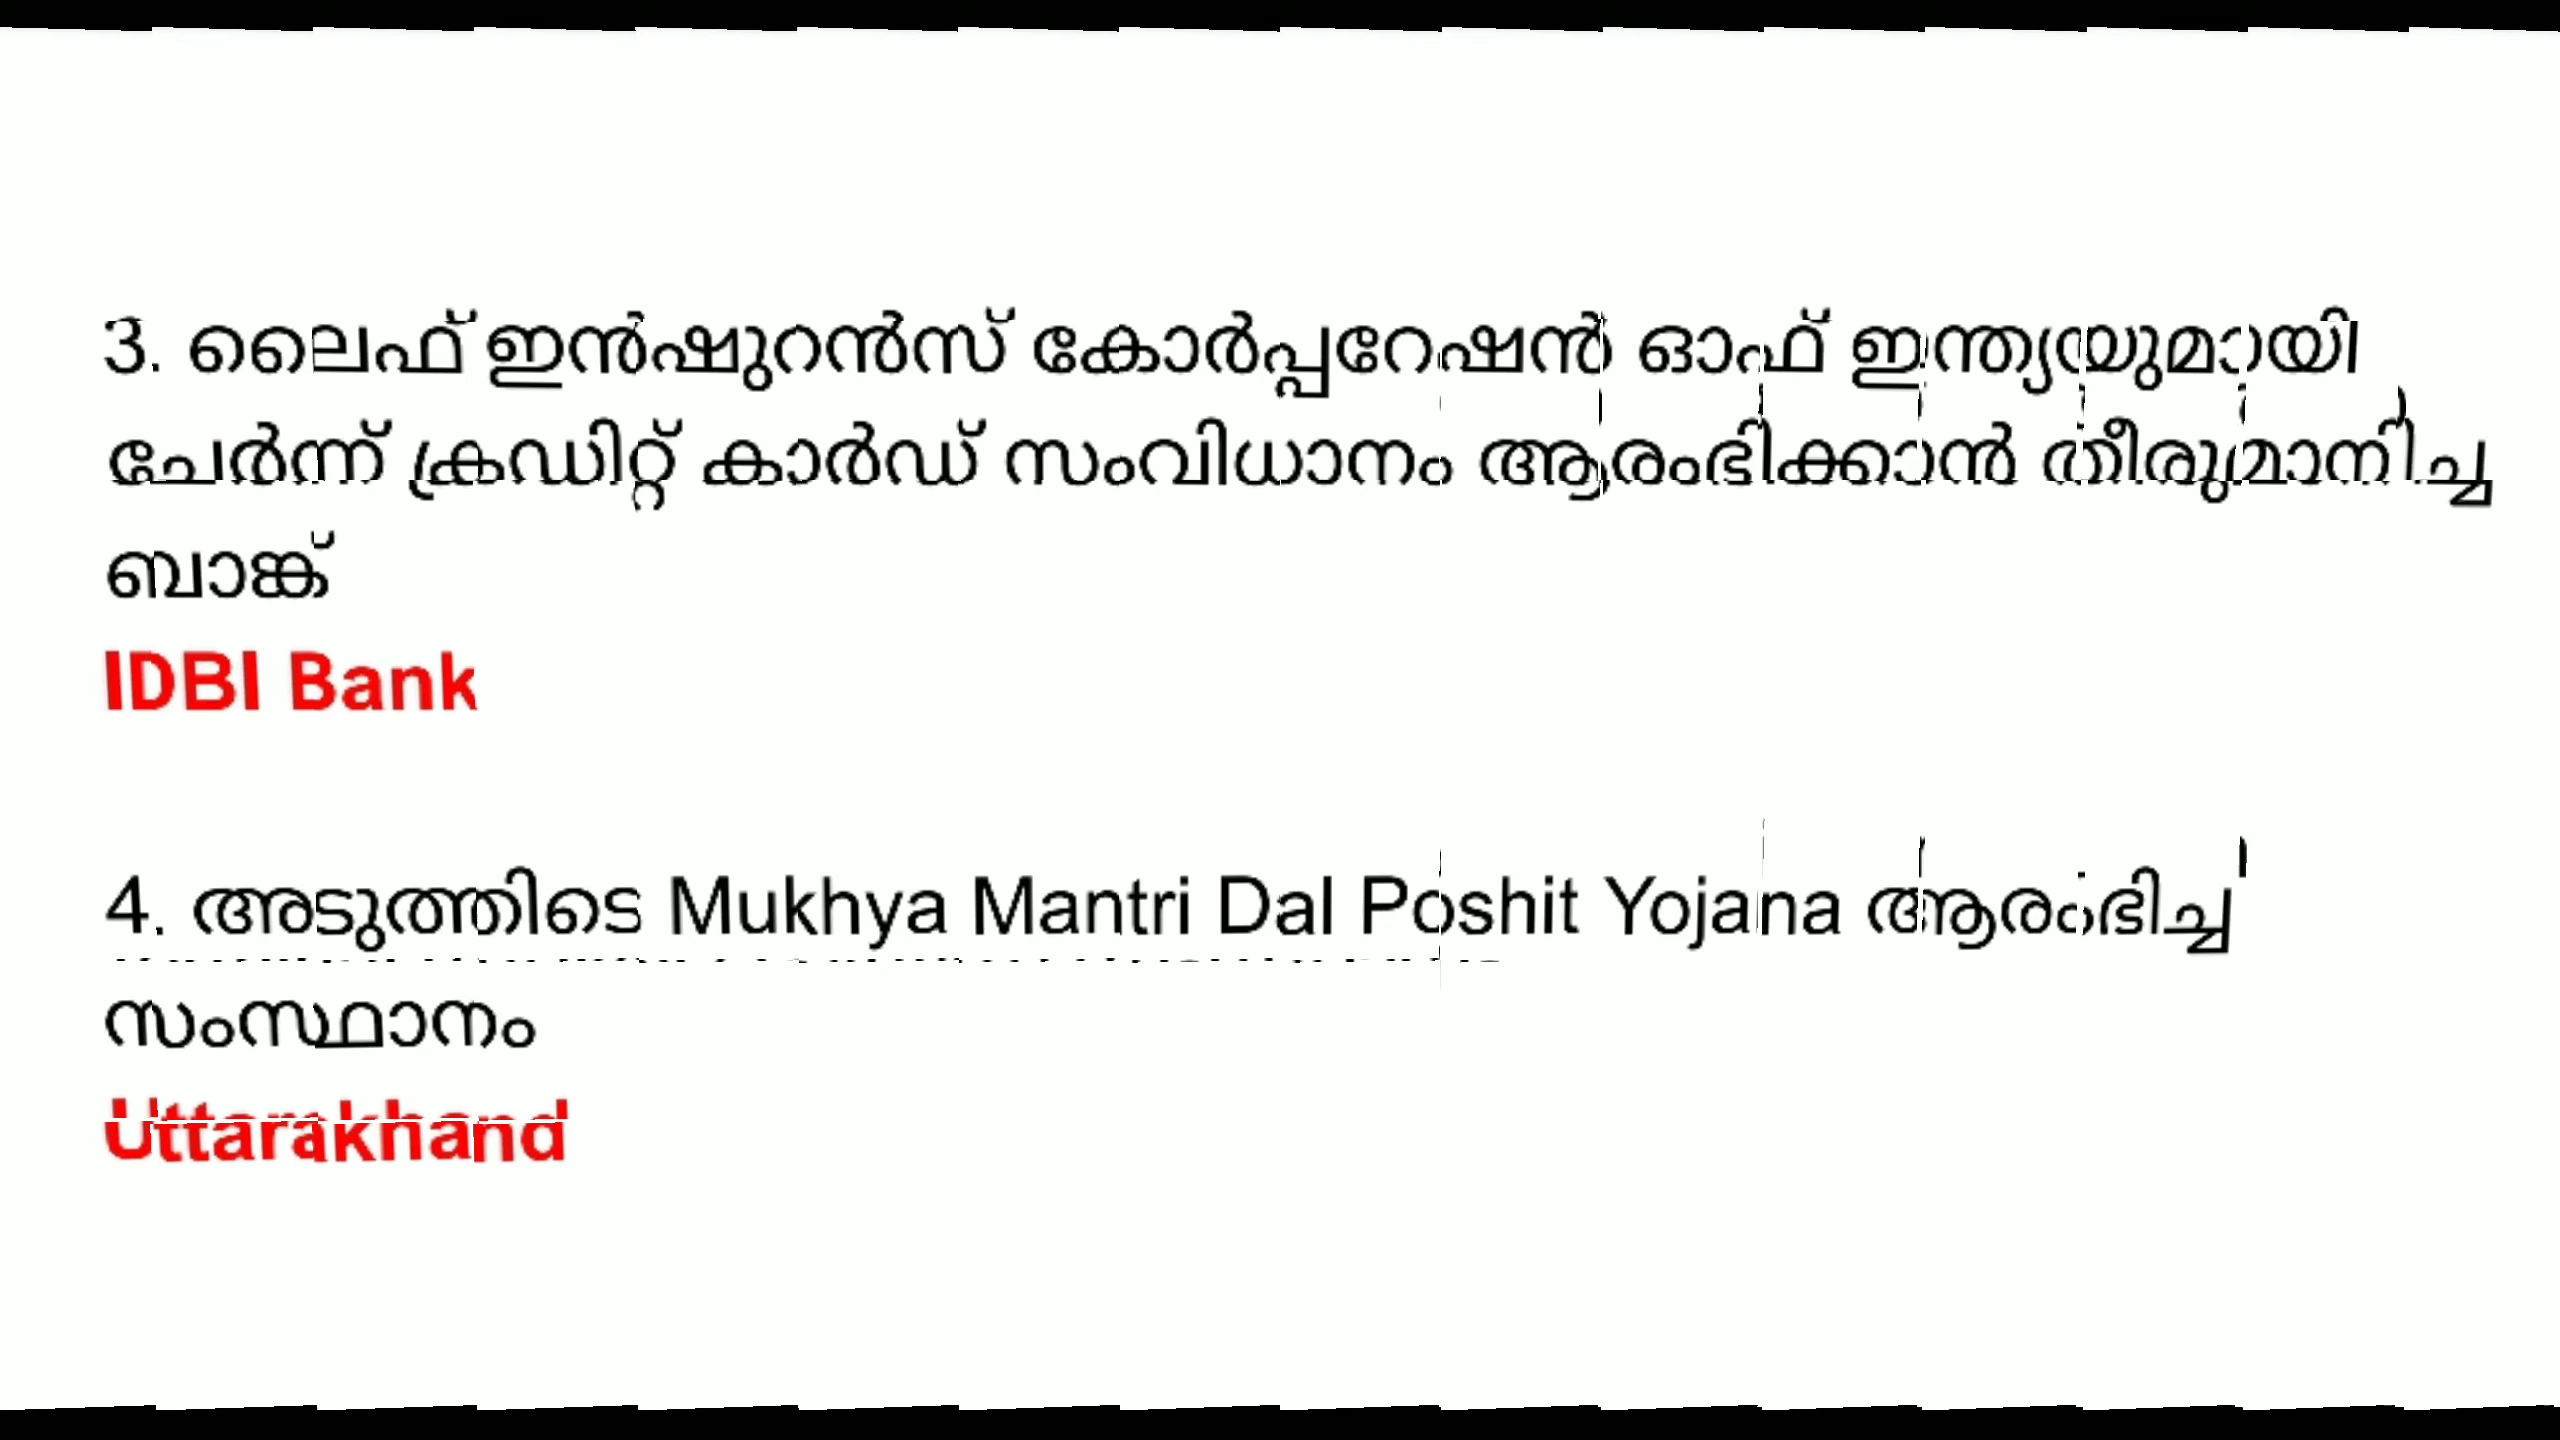 3. ലൈഫ് ഇൻഷുറൻസ് കോർപ്പറേഷൻ ഓഫ് ഇന്ത്യയുമായി
ചേർന്ന് ക്രഡിറ്റ് കാർഡ് സംവിധാനം ആരംഭിക്കാൻ തീരുമാനിച്ച
ബാങ്ക്
IDBI Bank
4. അടുത്തിടെ Mukhya Mantri Dal Poshit Yojana ആരംഭിച്ച
സംസ്ഥാനം
Uttarakhand